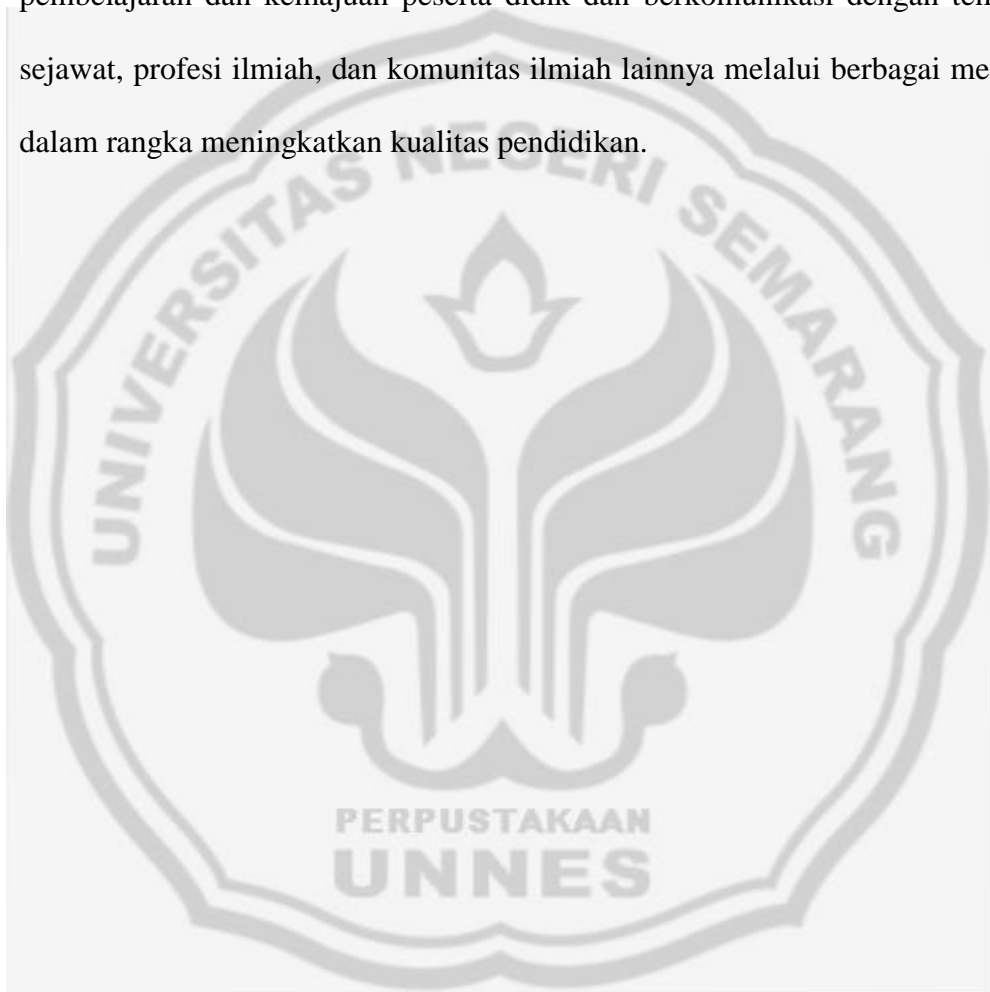 pembelajaran dan kemajuan peserta didik dan berkomunikasi dengan
sejawat, profesi ilmiah, dan komunitas ilmiah lainnya melalui berbagai
dalam rangka meningkatkan kualitas pendidikan.
UNIVERSITAS NEGERI SEMARANG
PERPUSTAKAAN
UNNES